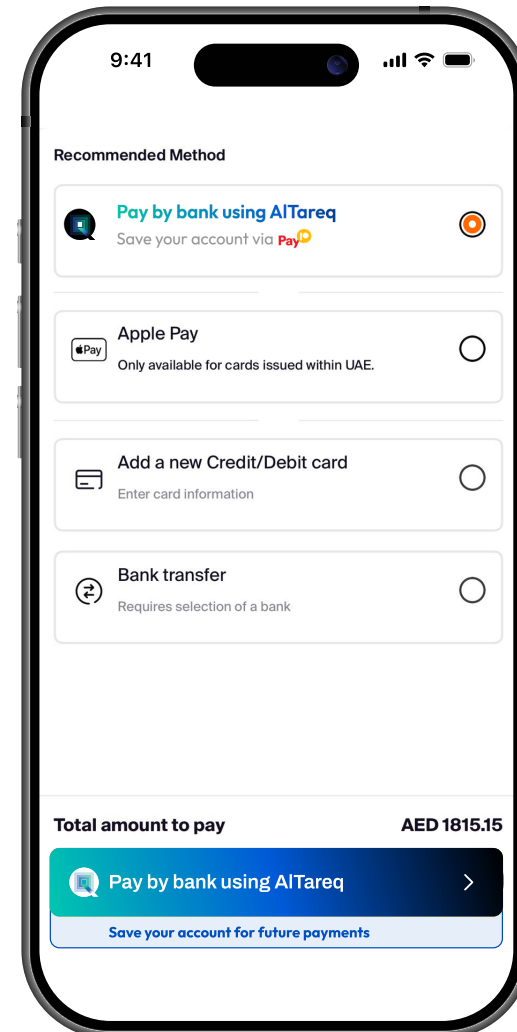 9:41
Recommended Method
Pay by bank using AlTareq
Save your account via Pay10
Apple Pay
Pay
Only available for cards issued within UAE.
Add a new Credit/Debit card
Enter card information
Bank transfer
Requires selection of a bank
Total amount to pay AED 1815.15
Pay by bank using AlTareq
Save your account for future payments